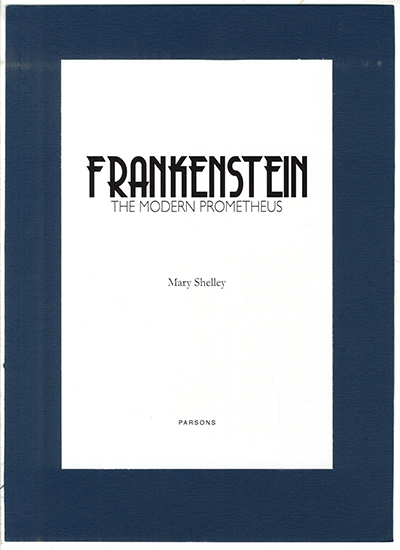 FRANKENSTEIN
THE MODERN PROMETHEUS
Mary Shelley
PARSONS